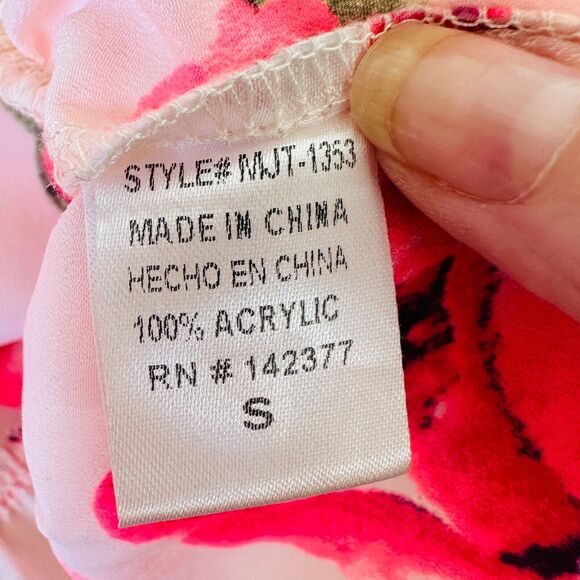 STYLE# MJT-1353
MADE IN CHINA
HECHO EN CHINA
100% ACRYLIC
RN # 142377
S